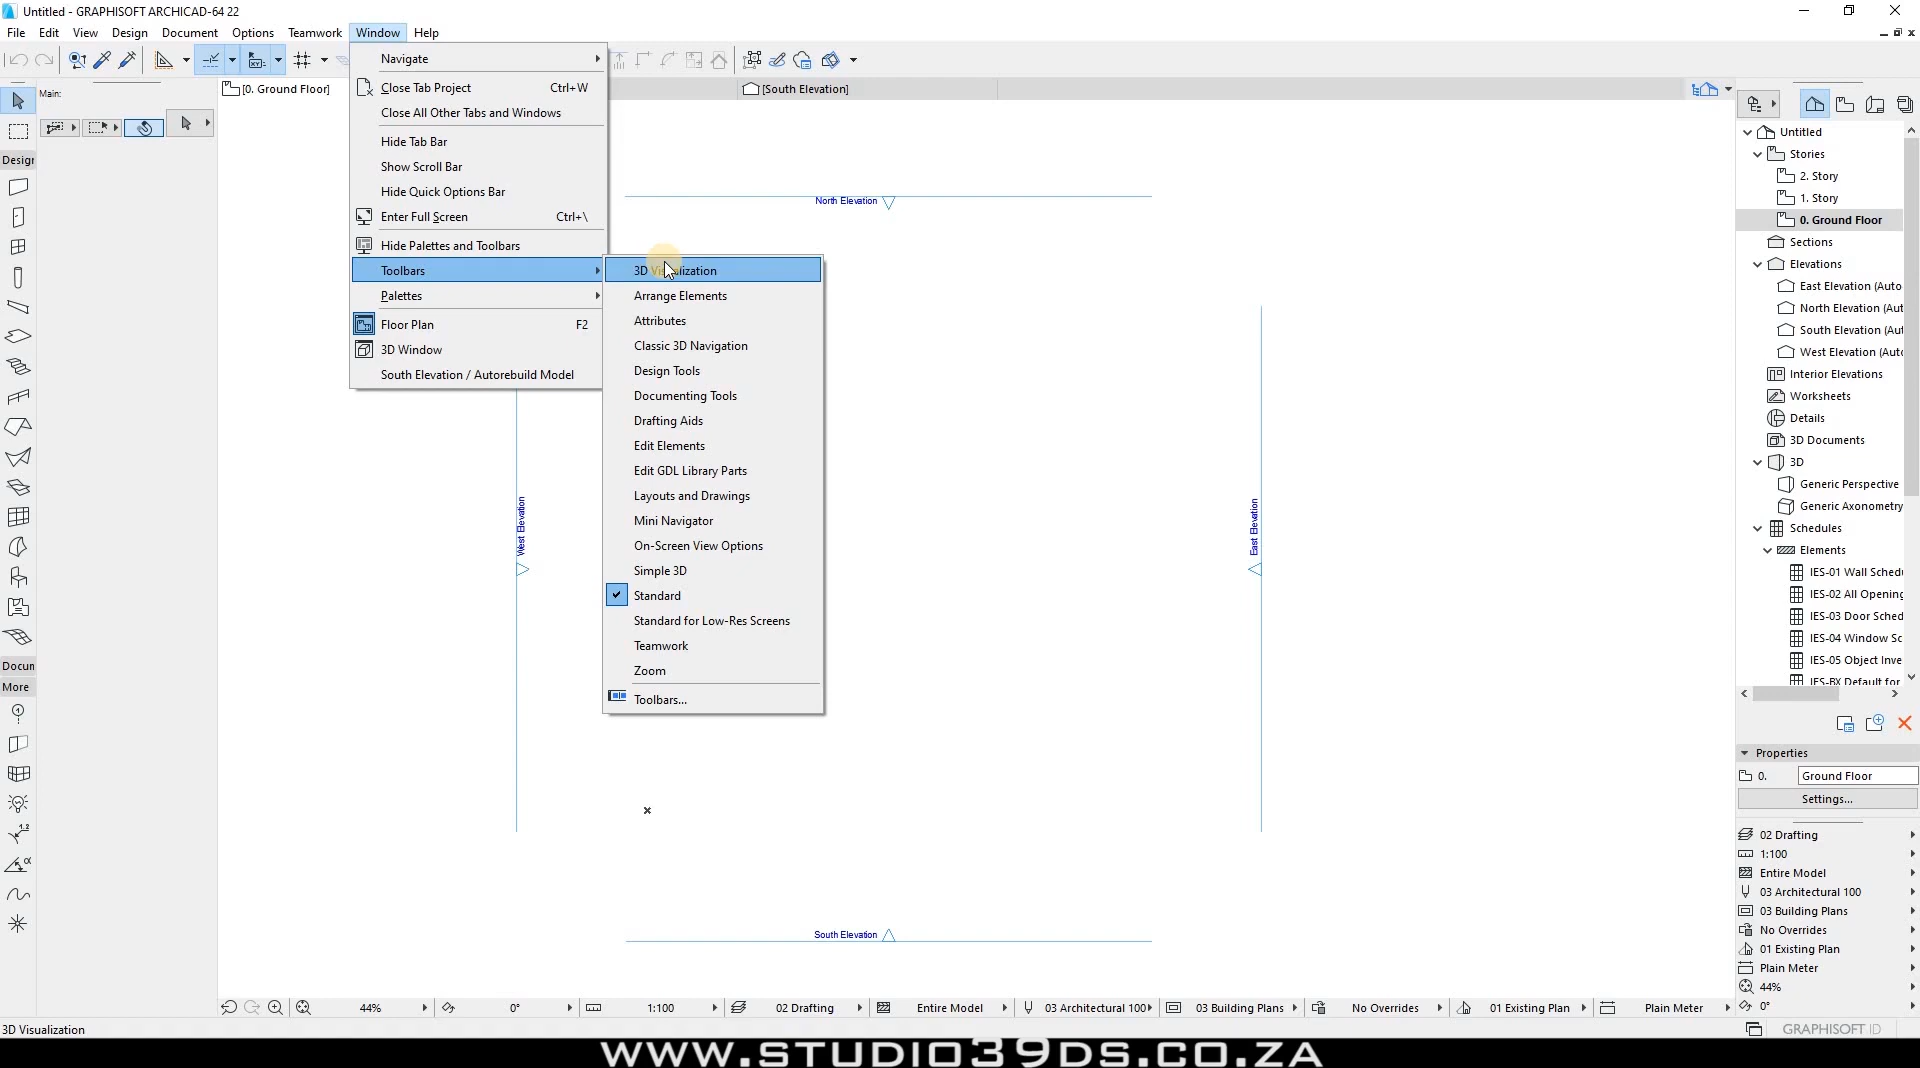 Untitled - GRAPHISOFT ARCHICAD-64 22
File Edit View Design Document Options Teamwork Window Help
[0. Ground Floor]
[South Elevation]
Main:
Navigate
Close Tab Project Ctrl+W
Close All Other Tabs and Windows
Hide Tab Bar
Show Scroll Bar
Hide Quick Options Bar
Enter Full Screen Ctrl+\
Hide Palettes and Toolbars
Toolbars
Palettes
Floor Plan F2
3D Window
South Elevation / Autorebuild Model
3D Visualization
Arrange Elements
Attributes
Classic 3D Navigation
Design Tools
Documenting Tools
Drafting Aids
Edit Elements
Edit GDL Library Parts
Layouts and Drawings
Mini Navigator
On-Screen View Options
Simple 3D
Standard
Standard for Low-Res Screens
Teamwork
Zoom
Toolbars...
Desigr
Docun
More
North Elevation
West Elevation
East Elevation
South Elevation
Untitled
Stories
2. Story
1. Story
0. Ground Floor
Sections
Elevations
East Elevation (Auto
North Elevation (Aut
South Elevation (Aut
West Elevation (Auto
Interior Elevations
Worksheets
Details
3D Documents
3D
Generic Perspective
Generic Axonometry
Schedules
Elements
IES-01 Wall Schedu
IES-02 All Opening
IES-03 Door Sched
IES-04 Window Sc
IES-05 Object Inve
IES-BX Default for
Properties
0. Ground Floor
Settings...
02 Drafting
1:100
Entire Model
03 Architectural 100
03 Building Plans
No Overrides
01 Existing Plan
Plain Meter
44%
0°
44% 0° 1:100 02 Drafting Entire Model 03 Architectural 100 03 Building Plans No Overrides 01 Existing Plan Plain Meter
3D Visualization
GRAPHISOFT ID
WWW.STUDIO39DS.CO.ZA